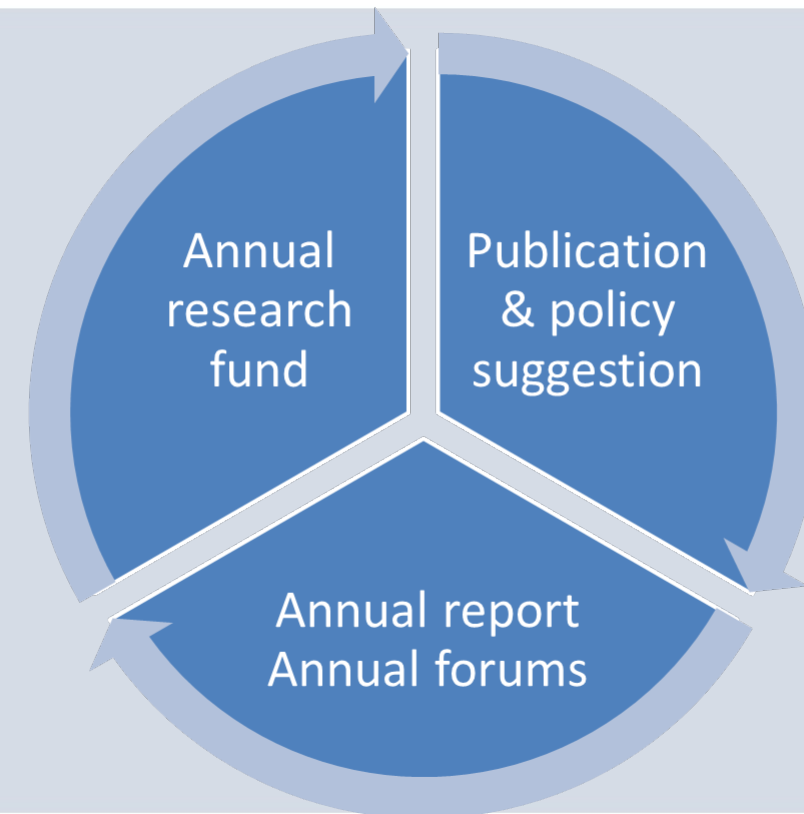 Annual
research
fund
Publication
& policy
suggestion
Annual report
Annual forums